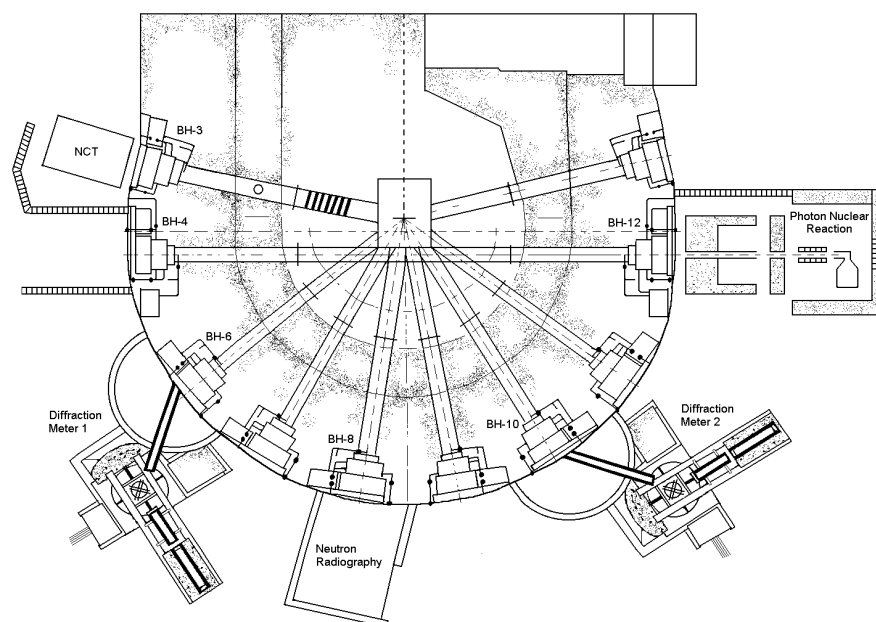 BH-3
NCT
BH-4
BH-12
Photon Nuclear
Reaction
BH-6
Diffraction
Meter 1
BH-8
BH-10
Diffraction
Meter 2
Neutron
Radiography